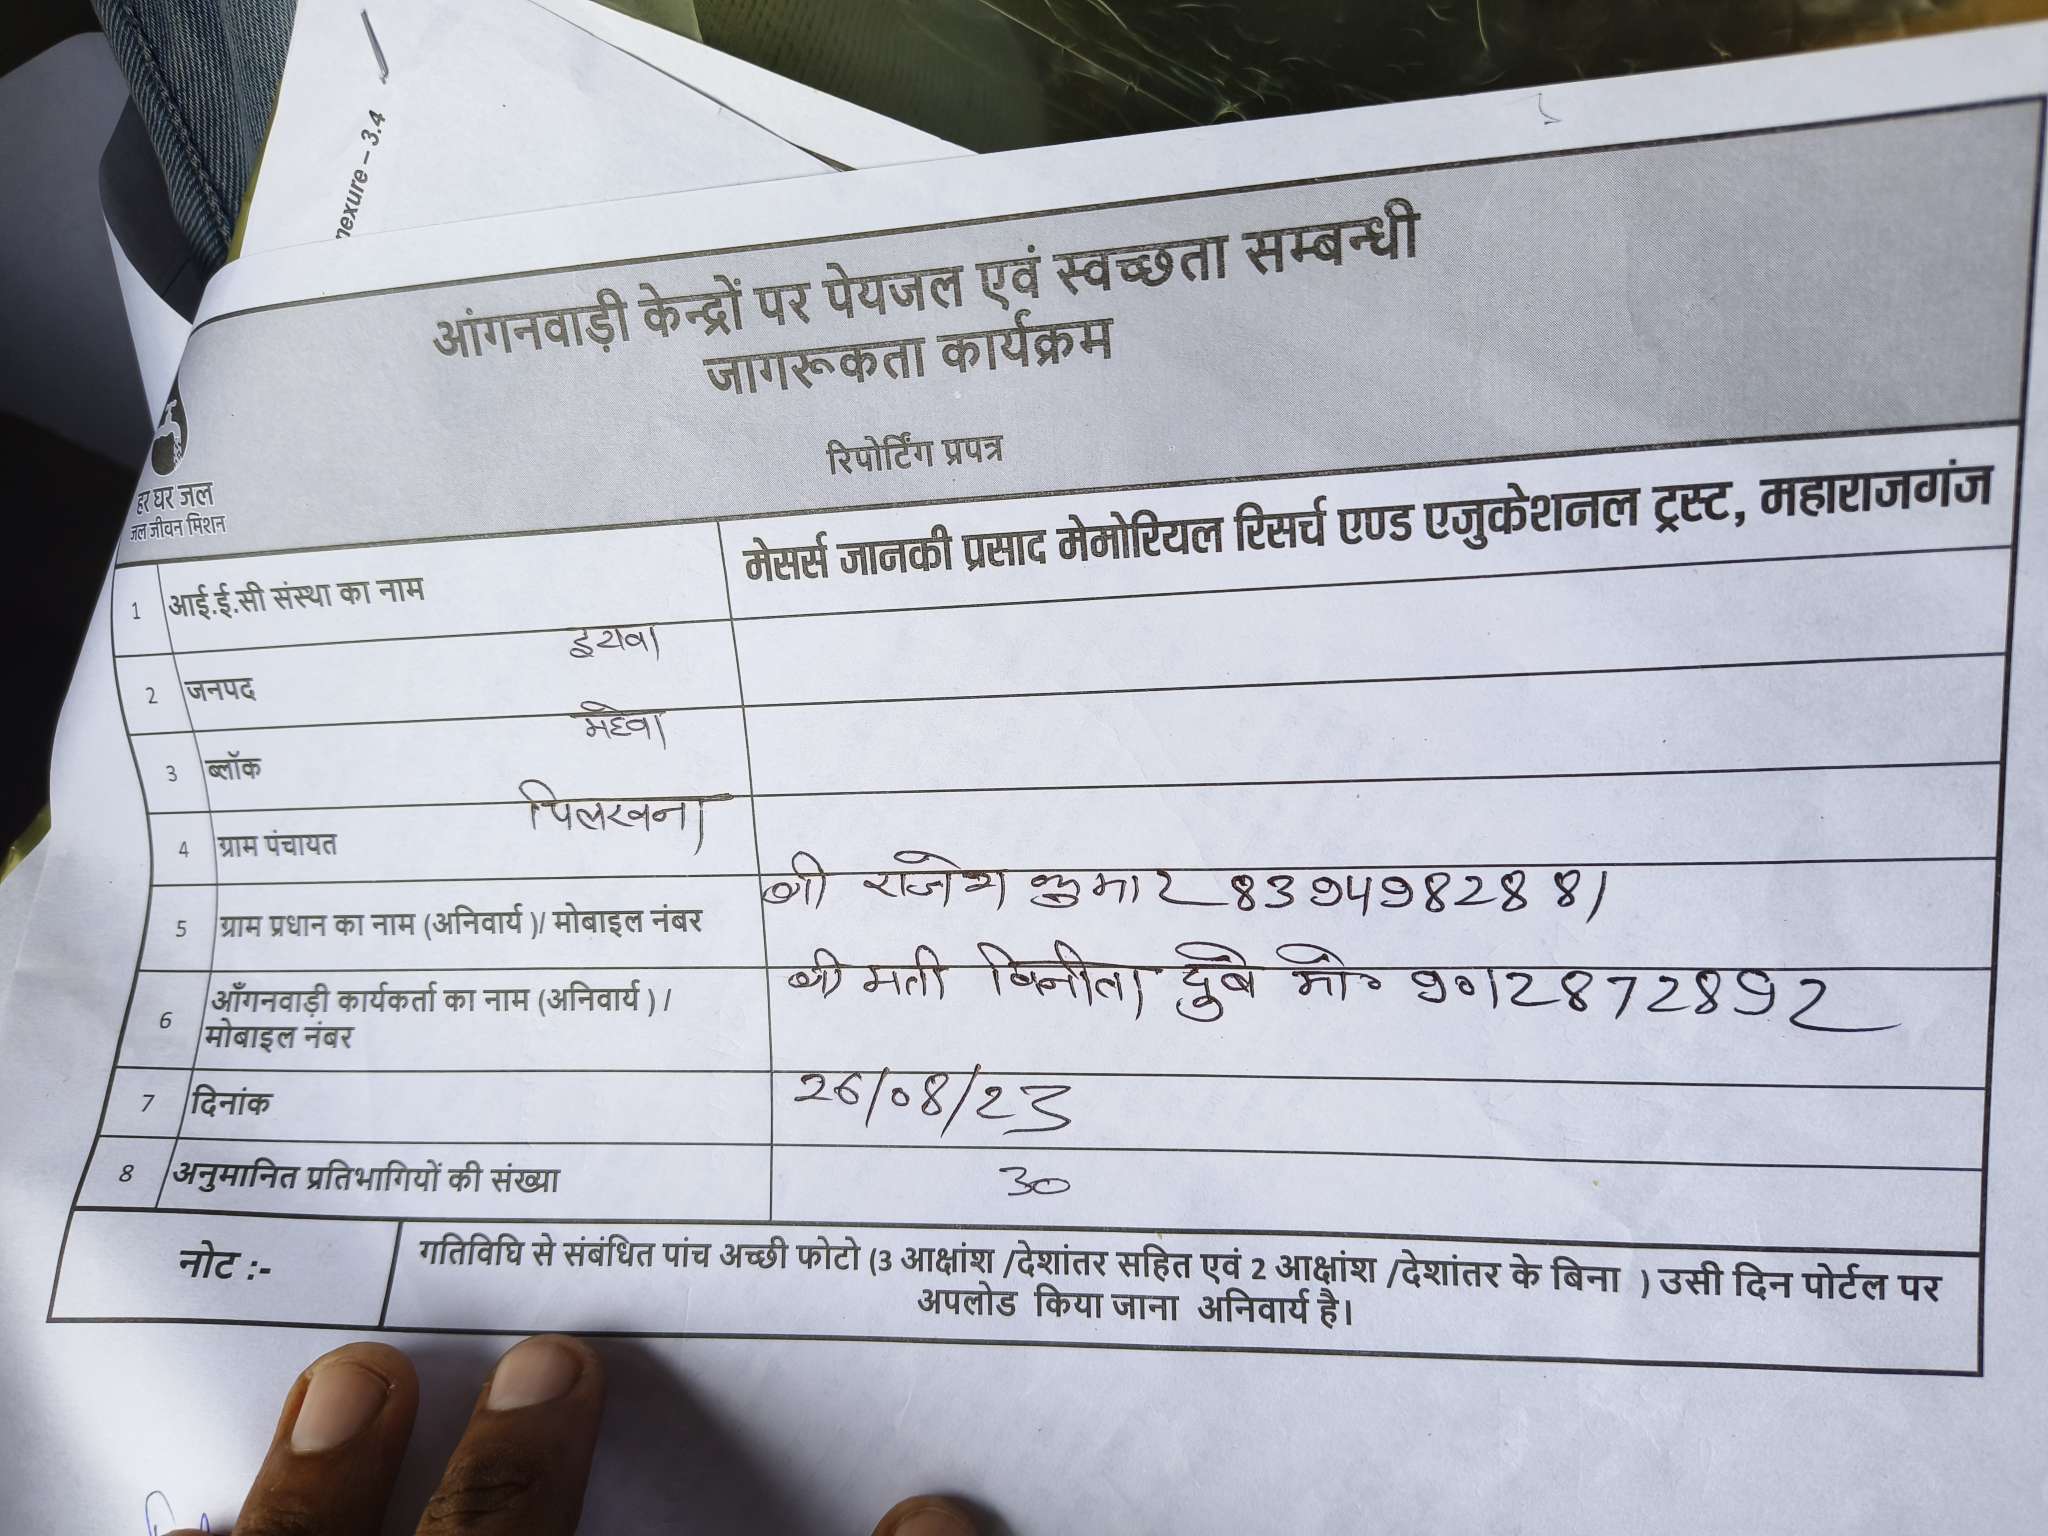 nexure – 3.4
आंगनवाड़ी केन्द्रों पर पेयजल एवं स्वच्छता सम्बन्धी
जागरूकता कार्यक्रम
रिपोर्टिंग प्रपत्र
हर घर जल
जल जीवन मिशन
1 आई.ई.सी संस्था का नाम मेसर्स जानकी प्रसाद मेमोरियल रिसर्च एण्ड एजुकेशनल ट्रस्ट, महाराजगंज
2 जनपद इटावा
3 ब्लॉक महेवा
4 ग्राम पंचायत पिलखना
5 ग्राम प्रधान का नाम (अनिवार्य )/ मोबाइल नंबर श्री राजेश कुमार 8394982881
6 आँगनवाड़ी कार्यकर्ता का नाम (अनिवार्य ) / श्री मती विनीता दुबे मो० 9012872892
मोबाइल नंबर
7 दिनांक 26/08/23
8 अनुमानित प्रतिभागियों की संख्या 30
नोट :- गतिविधि से संबंधित पांच अच्छी फोटो (3 आक्षांश /देशांतर सहित एवं 2 आक्षांश /देशांतर के बिना ) उसी दिन पोर्टल पर
अपलोड किया जाना अनिवार्य है।